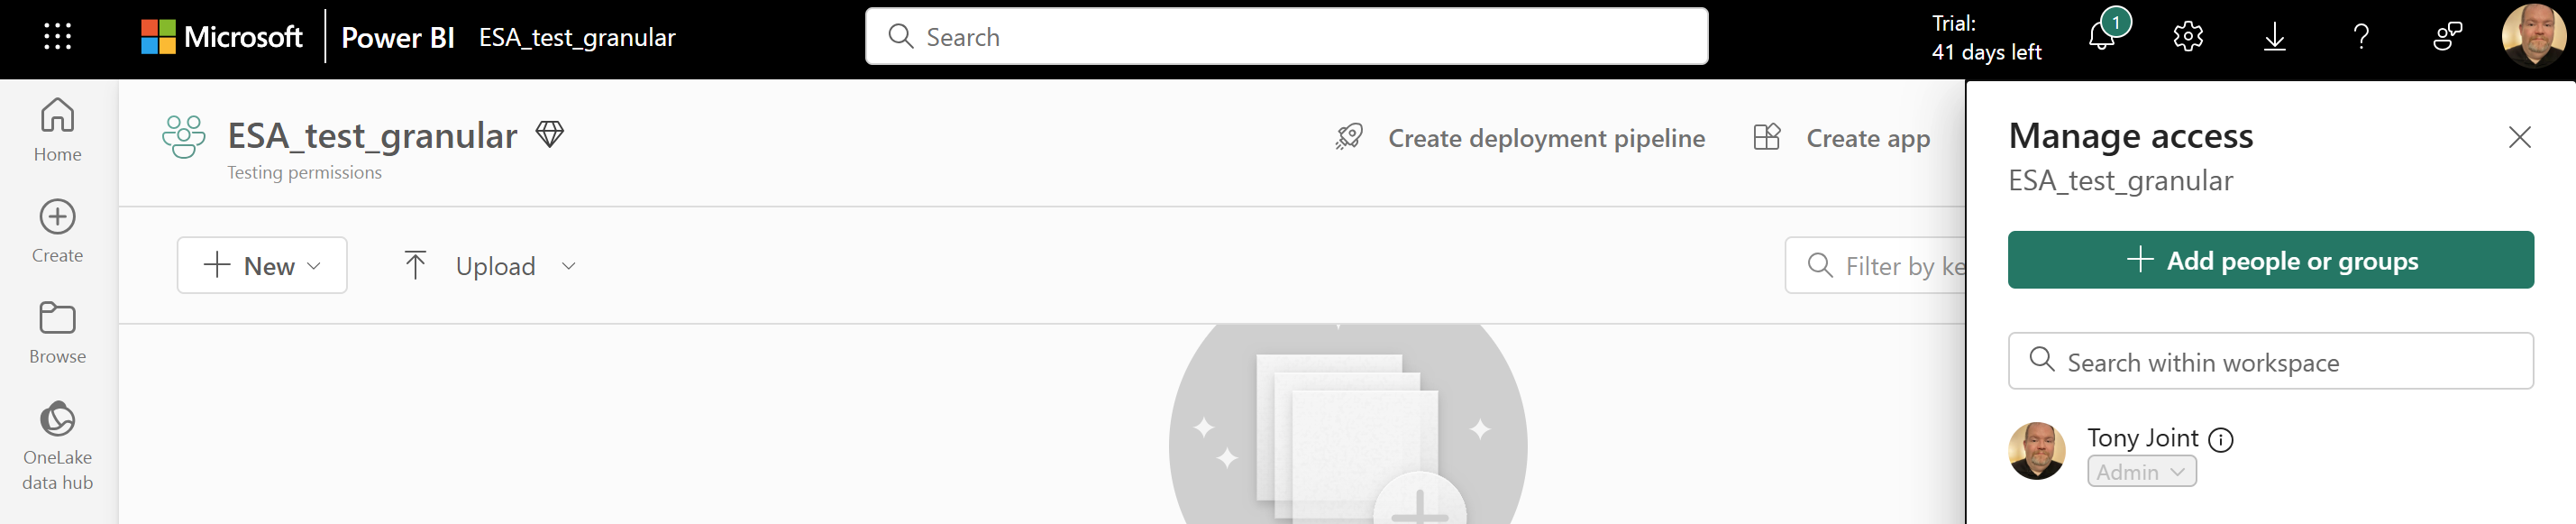 Microsoft Power BI ESA_test_granular
Search
Trial:
41 days left
1
Home
Create
Browse
OneLake
data hub
ESA_test_granular
Testing permissions
Create deployment pipeline
Create app
New
Upload
Filter by ke
Manage access
ESA_test_granular
Add people or groups
Search within workspace
Tony Joint
Admin